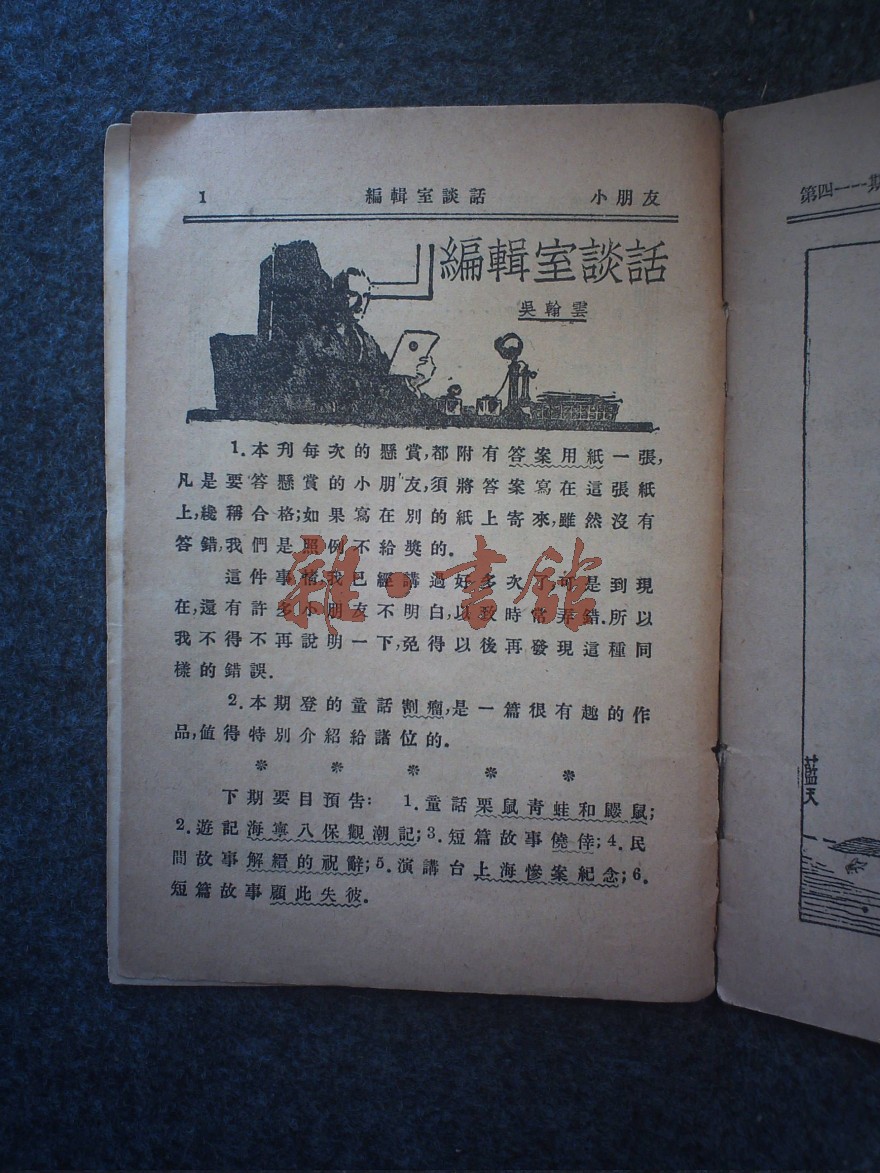 1 編輯室談話 小朋友
編輯室談話
吳翰雲
1.本刊每次的懸賞,都附有答案用紙一張,
凡是要答懸賞的小朋友,須將答案寫在這張紙
上,纔稱合格;如果寫在別的紙上寄來,雖然沒有
答錯,我們是照例不給獎的.
這件事情,我已經講過好多次了,可是到現
在,還有許多小朋友不明白,以致時常弄錯.所以
我不得不再說明一下,免得以後再發現這種同
樣的錯誤.
2.本期登的童話割瘤,是一篇很有趣的作
品,值得特別介紹給諸位的.
* * * * *
下期要目預告: 1.童話栗鼠靑蛙和鼹鼠;
2.遊記海寧八保觀潮記;3.短篇故事僥倖;4.民
間故事解縉的祝辭;5.演講台上海慘案紀念;6.
短篇故事顧此失彼.
雜·書館
第四一一期
藍天